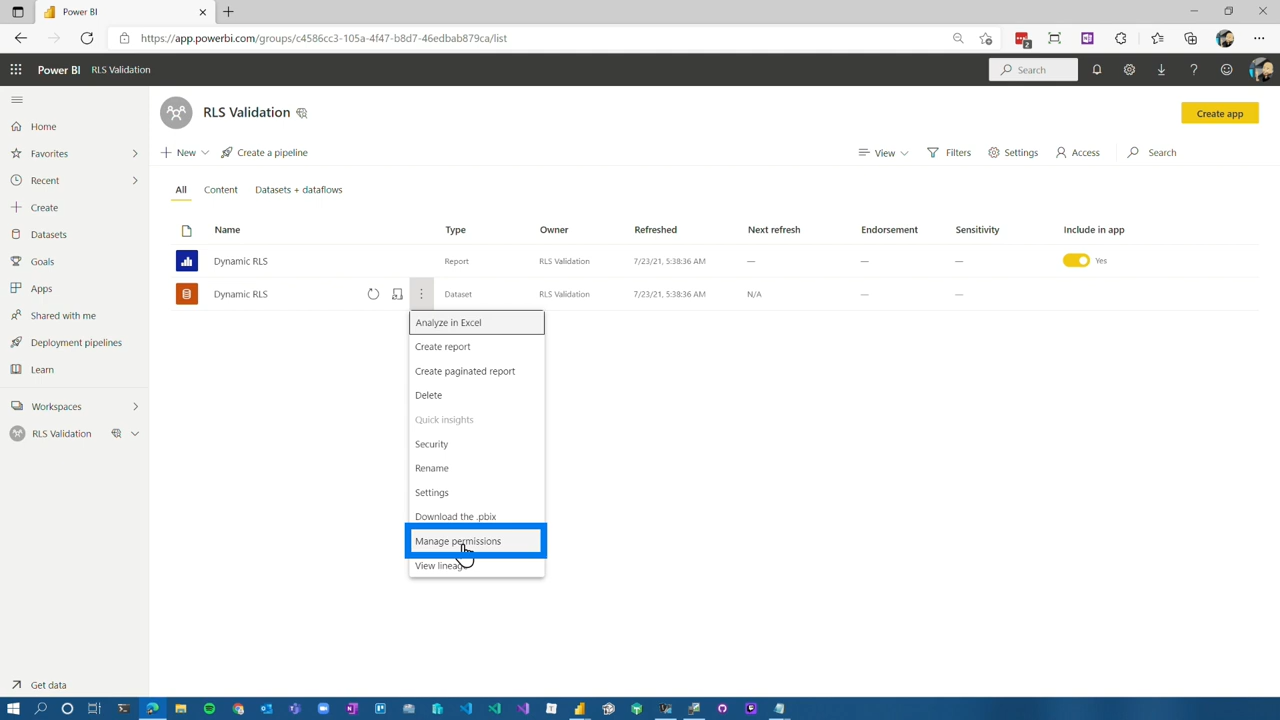 Power BI
https://app.powerbi.com/groups/c4586cc3-105a-4f47-b8d7-46edbab879ca/list
2
Power BI RLS Validation
Search
RLS Validation
Create app
New
Create a pipeline
View
Filters
Settings
Access
Search
All
Content
Datasets + dataflows
Name Type Owner Refreshed Next refresh Endorsement Sensitivity Include in app
Dynamic RLS Report RLS Validation 7/23/21, 5:38:36 AM — — — Yes
Dynamic RLS Dataset RLS Validation 7/23/21, 5:38:36 AM N/A — —
Analyze in Excel
Create report
Create paginated report
Delete
Quick insights
Security
Rename
Settings
Download the .pbix
Manage permissions
View lineage
Home
Favorites
Recent
Create
Datasets
Goals
Apps
Shared with me
Deployment pipelines
Learn
Workspaces
RLS Validation
Get data